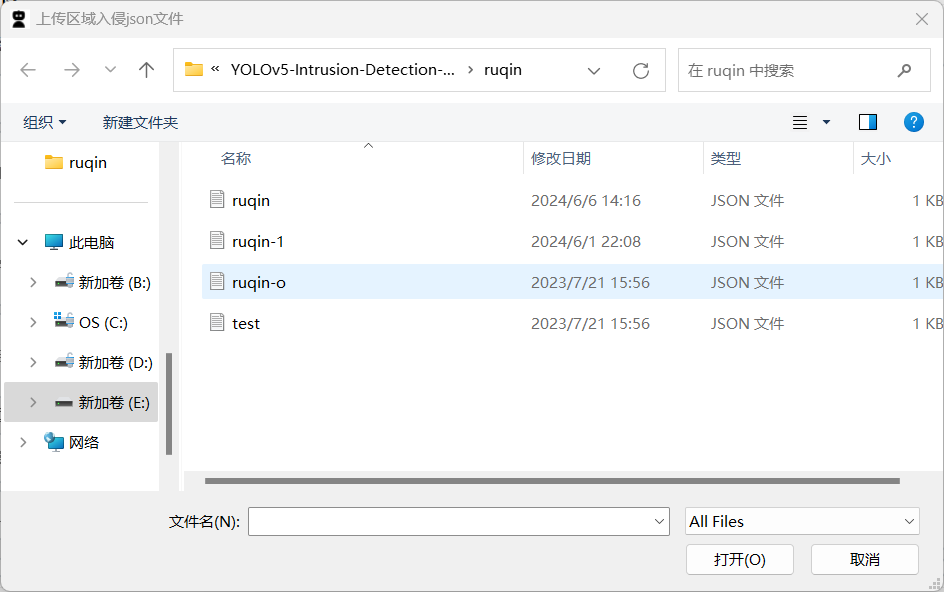 上传区域入侵json文件
« YOLOv5-Intrusion-Detection-... › ruqin
在 ruqin 中搜索
组织 新建文件夹
ruqin
此电脑
新加卷 (B:)
OS (C:)
新加卷 (D:)
新加卷 (E:)
网络
名称 修改日期 类型 大小
ruqin 2024/6/6 14:16 JSON 文件 1 KB
ruqin-1 2024/6/1 22:08 JSON 文件 1 KB
ruqin-o 2023/7/21 15:56 JSON 文件 1 KB
test 2023/7/21 15:56 JSON 文件 1 KB
文件名(N): All Files
打开(O) 取消